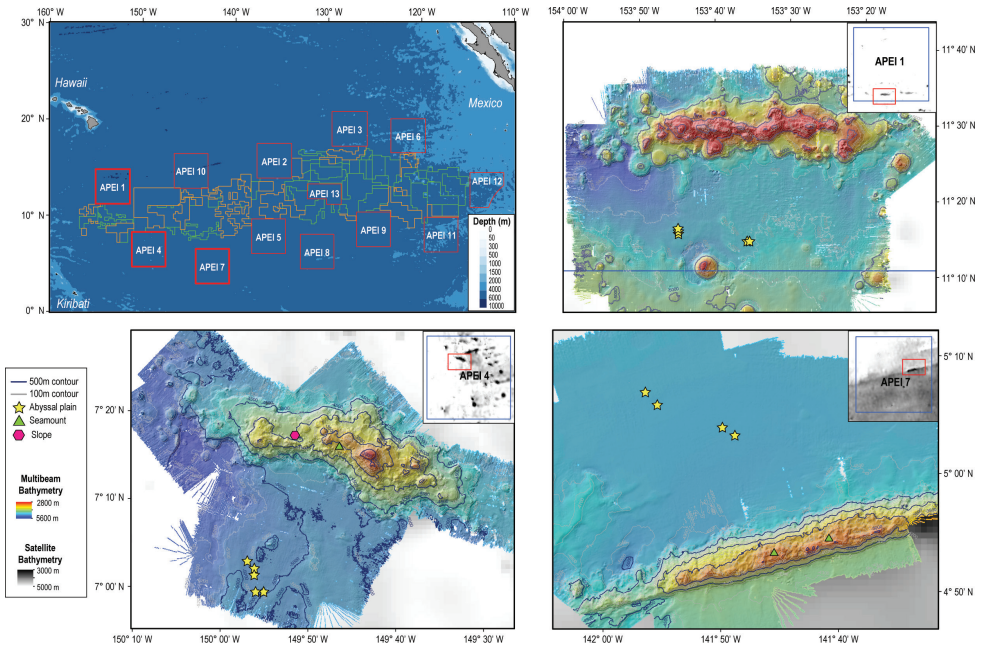 160° W 150° W 140° W 130° W 120° W 110° W
30° N
20° N
10° N
0° N
Hawaii
Mexico
Kiribati
APEI 3
APEI 6
APEI 2
APEI 10
APEI 1
APEI 12
APEI 13
APEI 5
APEI 9
APEI 11
APEI 4
APEI 8
APEI 7
Depth (m)
0
50
300
500
1000
2000
4000
6000
10000
154° 00' W 153° 50' W 153° 40' W 153° 30' W 153° 20' W
APEI 1
11° 40' N
11° 30' N
11° 20' N
11° 10' N
500m contour
100m contour
Abyssal plain
Seamount
Slope
Multibeam
Bathymetry
2800 m
5600 m
Satellite
Bathymetry
3000 m
5000 m
APEI 4
7° 20' N
7° 10' N
7° 00' N
150° 10' W 150° 00' W 149° 50' W 149° 40' W 149° 30' W
APEI 7
5° 10' N
5° 00' N
4° 50' N
142° 00' W 141° 50' W 141° 40' W